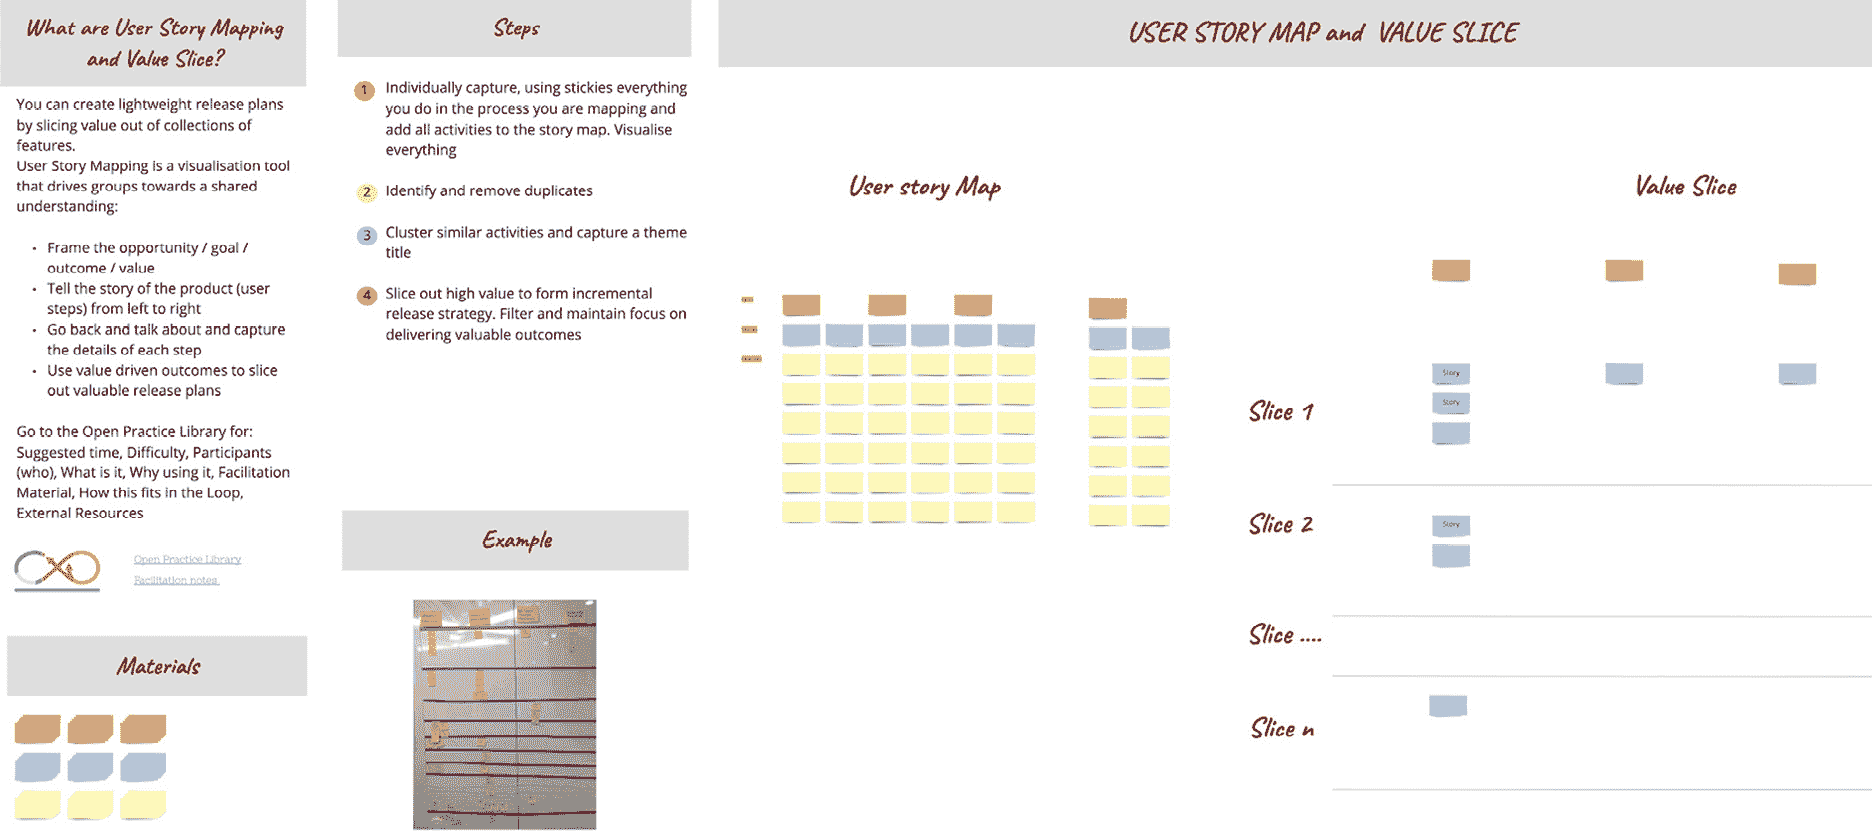 What are User Story Mapping
and Value Slice?
You can create lightweight release plans
by slicing value out of collections of
features.
User Story Mapping is a visualisation tool
that drives groups towards a shared
understanding:
• Frame the opportunity / goal /
outcome / value
• Tell the story of the product (user
steps) from left to right
• Go back and talk about and capture
the details of each step
• Use value driven outcomes to slice
out valuable release plans
Go to the Open Practice Library for:
Suggested time, Difficulty, Participants
(who), What is it, Why using it, Facilitation
Material, How this fits in the Loop,
External Resources
Open Practice Library
Facilitation notes
Materials
Steps
1 Individually capture, using stickies everything
you do in the process you are mapping and
add all activities to the story map. Visualise
everything
2 Identify and remove duplicates
3 Cluster similar activities and capture a theme
title
4 Slice out high value to form incremental
release strategy. Filter and maintain focus on
delivering valuable outcomes
Example
USER STORY MAP and VALUE SLICE
User story Map
Value Slice
Story
Story
Slice 1
Story
Slice 2
Slice ....
Slice n